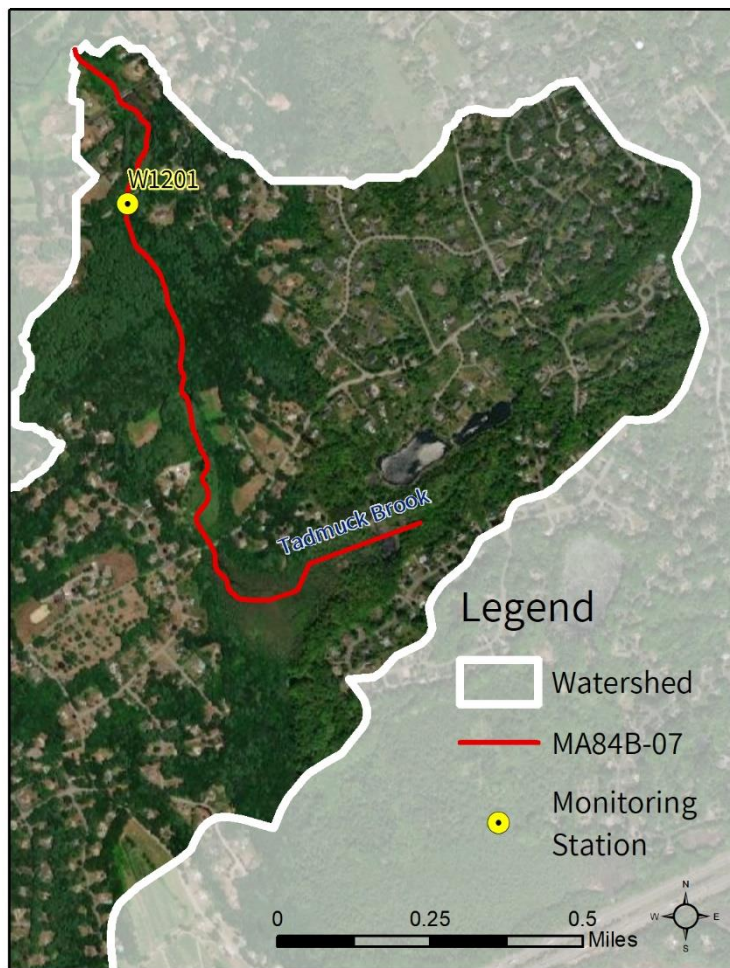 W1201
Tadmuck Brook
Legend
Watershed
MA84B-07
Monitoring
Station
0 0.25 0.5
Miles
N
W E
S